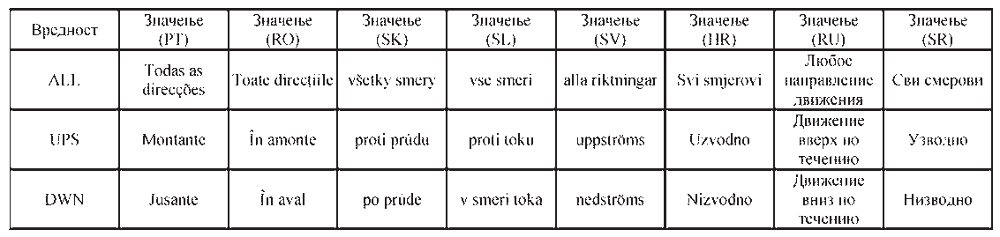 Вредност Значење (PT) Значење (RO) Значење (SK) Значење (SL) Значење (SV) Значење (HR) Значење (RU) Значење (SR)
ALL Todas as direcções Toate direcțiile všetky smery vse smeri alla riktningar Svi smjerovi Любое направление движения Сви смерови
UPS Montante În amonte proti prúdu proti toku uppströms Uzvodno Движение вверх по течению Узводно
DWN Jusante În aval po prúde v smeri toka nedströms Nizvodno Движение вниз по течению Низводно